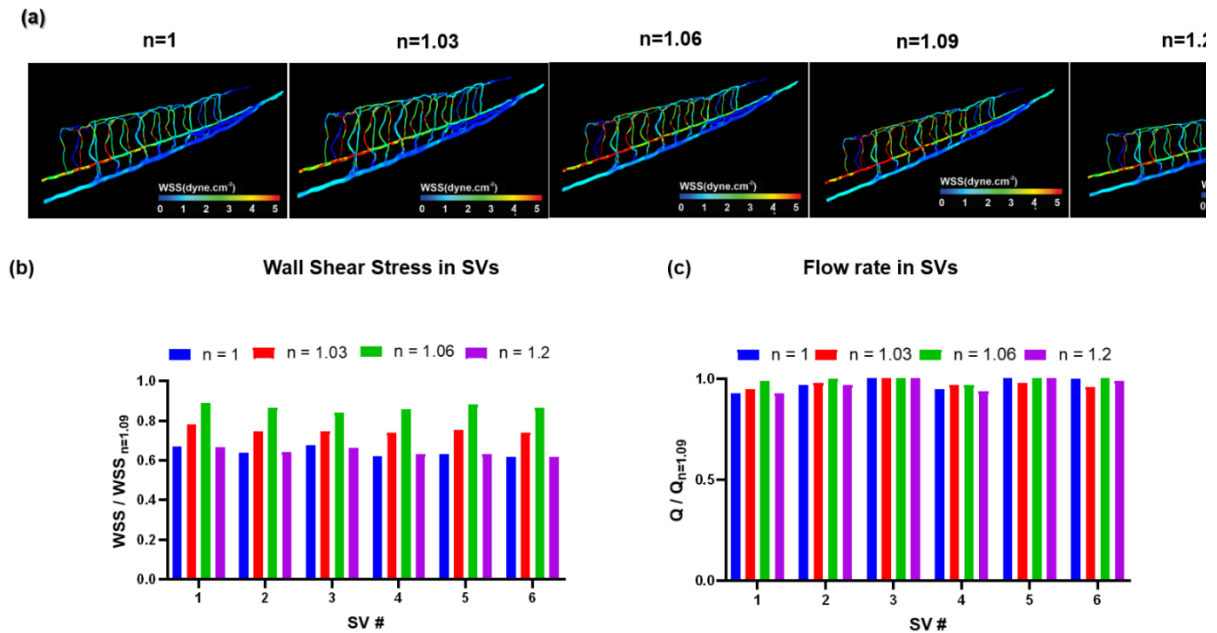 (a)
n=1 n=1.03 n=1.06 n=1.09 n=1.2
WSS(dyne.cm-2) WSS(dyne.cm-2) WSS(dyne.cm-2) WSS(dyne.cm-2)
0 1 2 3 4 5 0 1 2 3 4 5 0 1 2 3 4 5 0 1 2 3 4 5 0
(b) Wall Shear Stress in SVs
n = 1 n = 1.03 n = 1.06 n = 1.2
WSS / WSS n=1.09
1.0
0.8
0.6
0.4
0.2
0.0
1 2 3 4 5 6
SV #
(c) Flow rate in SVs
n = 1 n = 1.03 n = 1.06 n = 1.2
Q / Qn=1.09
1.0
0.5
0.0
1 2 3 4 5 6
SV #